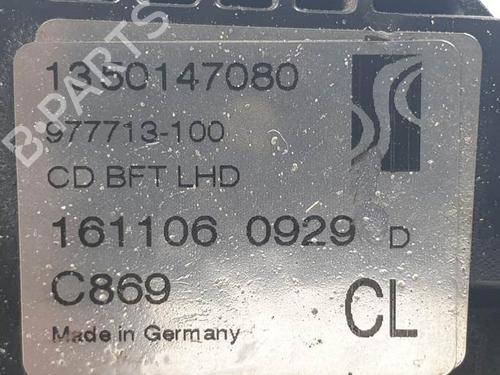 B-PARTS
1350147080
977713-100
CD BFT LHD
161106 0929 D
C869
CL
Made in Germany